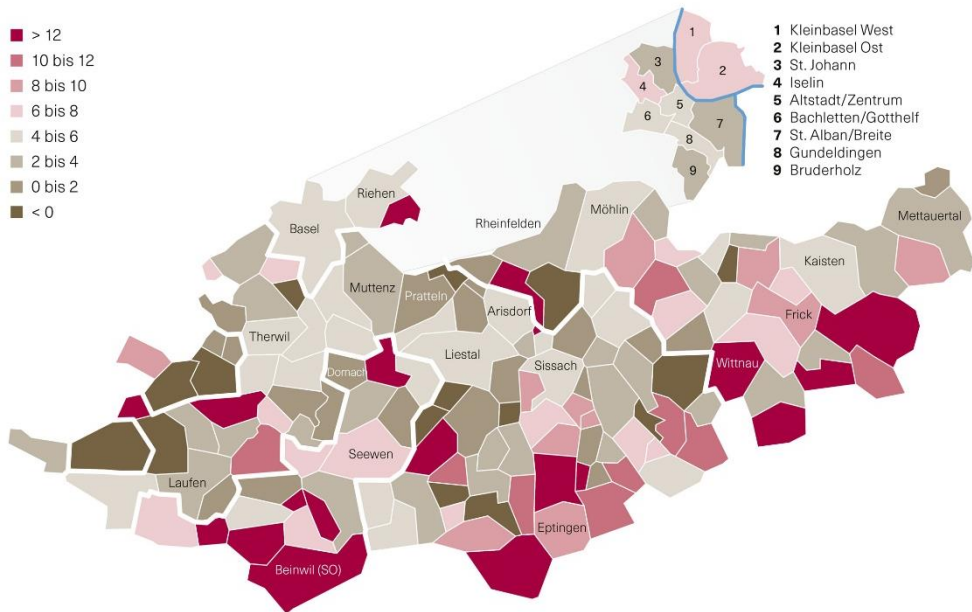 > 12
10 bis 12
8 bis 10
6 bis 8
4 bis 6
2 bis 4
0 bis 2
< 0
1 Kleinbasel West
2 Kleinbasel Ost
3 St. Johann
4 Iselin
5 Altstadt/Zentrum
6 Bachletten/Gotthelf
7 St. Alban/Breite
8 Gundeldingen
9 Bruderholz
1
2
3
4
5
6
7
8
9
Riehen
Basel
Rheinfelden
Möhlin
Mettauertal
Kaisten
Muttenz
Pratteln
Arisdorf
Frick
Therwil
Liestal
Sissach
Wittnau
Dornach
Seewen
Laufen
Eptingen
Beinwil (SO)